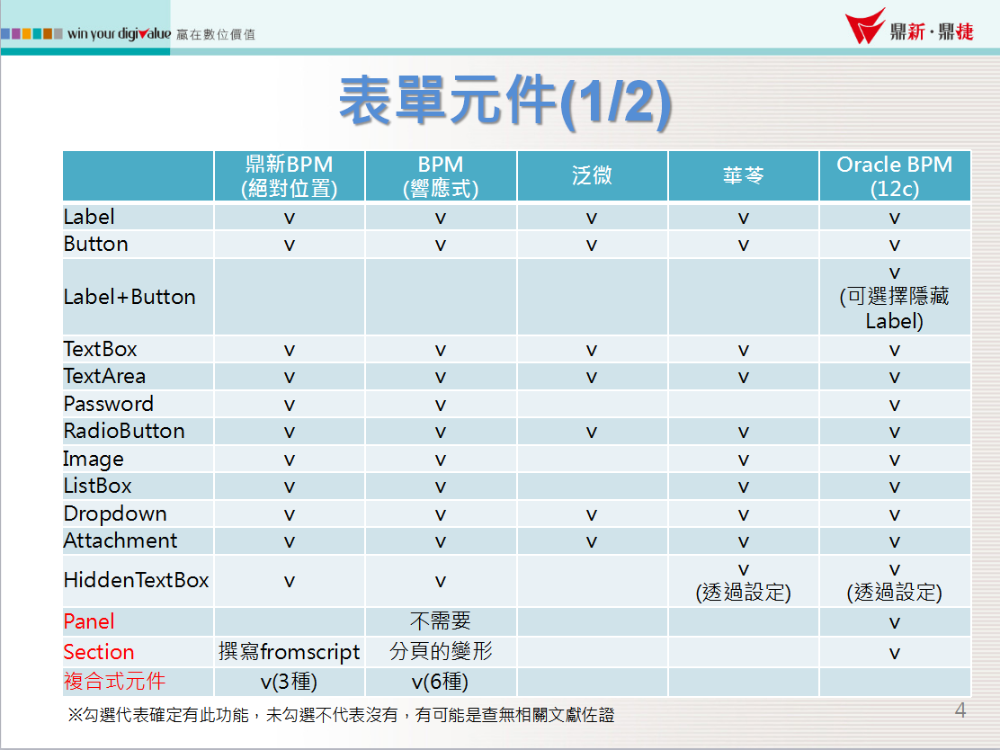 win your digivalue 贏在數位價值
鼎新·鼎捷
表單元件(1/2)
鼎新BPM
(絕對位置)
BPM
(響應式)
泛微
華苓
Oracle BPM
(12c)
Label v v v v v
Button v v v v v
Label+Button v
(可選擇隱藏
Label)
TextBox v v v v v
TextArea v v v v v
Password v v v
RadioButton v v v v v
Image v v v v
ListBox v v v v
Dropdown v v v v v
Attachment v v v v v
HiddenTextBox v v v
(透過設定)
v
(透過設定)
Panel 不需要 v
Section 撰寫fromscript 分頁的變形 v
複合式元件 v(3種) v(6種)
※勾選代表確定有此功能，未勾選不代表沒有，有可能是查無相關文獻佐證
4